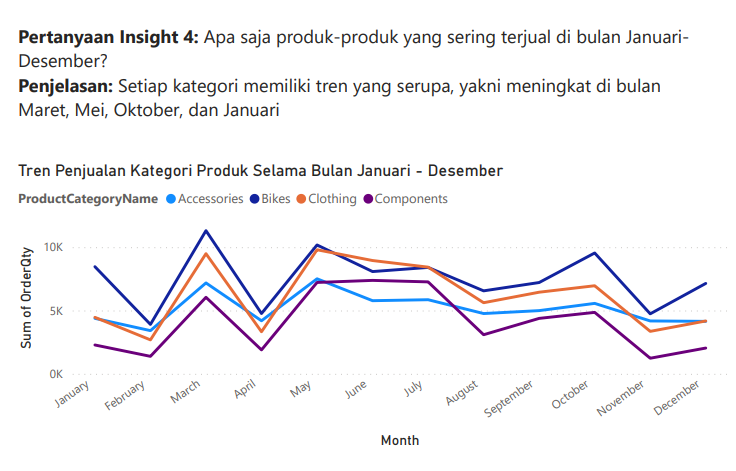 Pertanyaan Insight 4: Apa saja produk-produk yang sering terjual di bulan Januari-
Desember?
Penjelasan: Setiap kategori memiliki tren yang serupa, yakni meningkat di bulan
Maret, Mei, Oktober, dan Januari
Tren Penjualan Kategori Produk Selama Bulan Januari - Desember
ProductCategoryName Accessories Bikes Clothing Components
Sum of OrderQty
10K
5K
0K
January February March April May June July August September October November December
Month